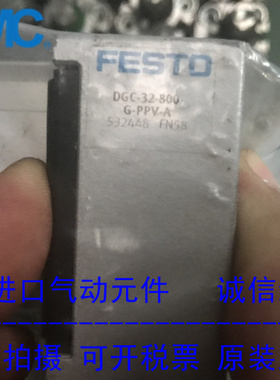 MC
FESTO
DGC-32-800
G-PPV-A
532448 FN58
进口气动元件 诚信
拍摄 可开税票 原装